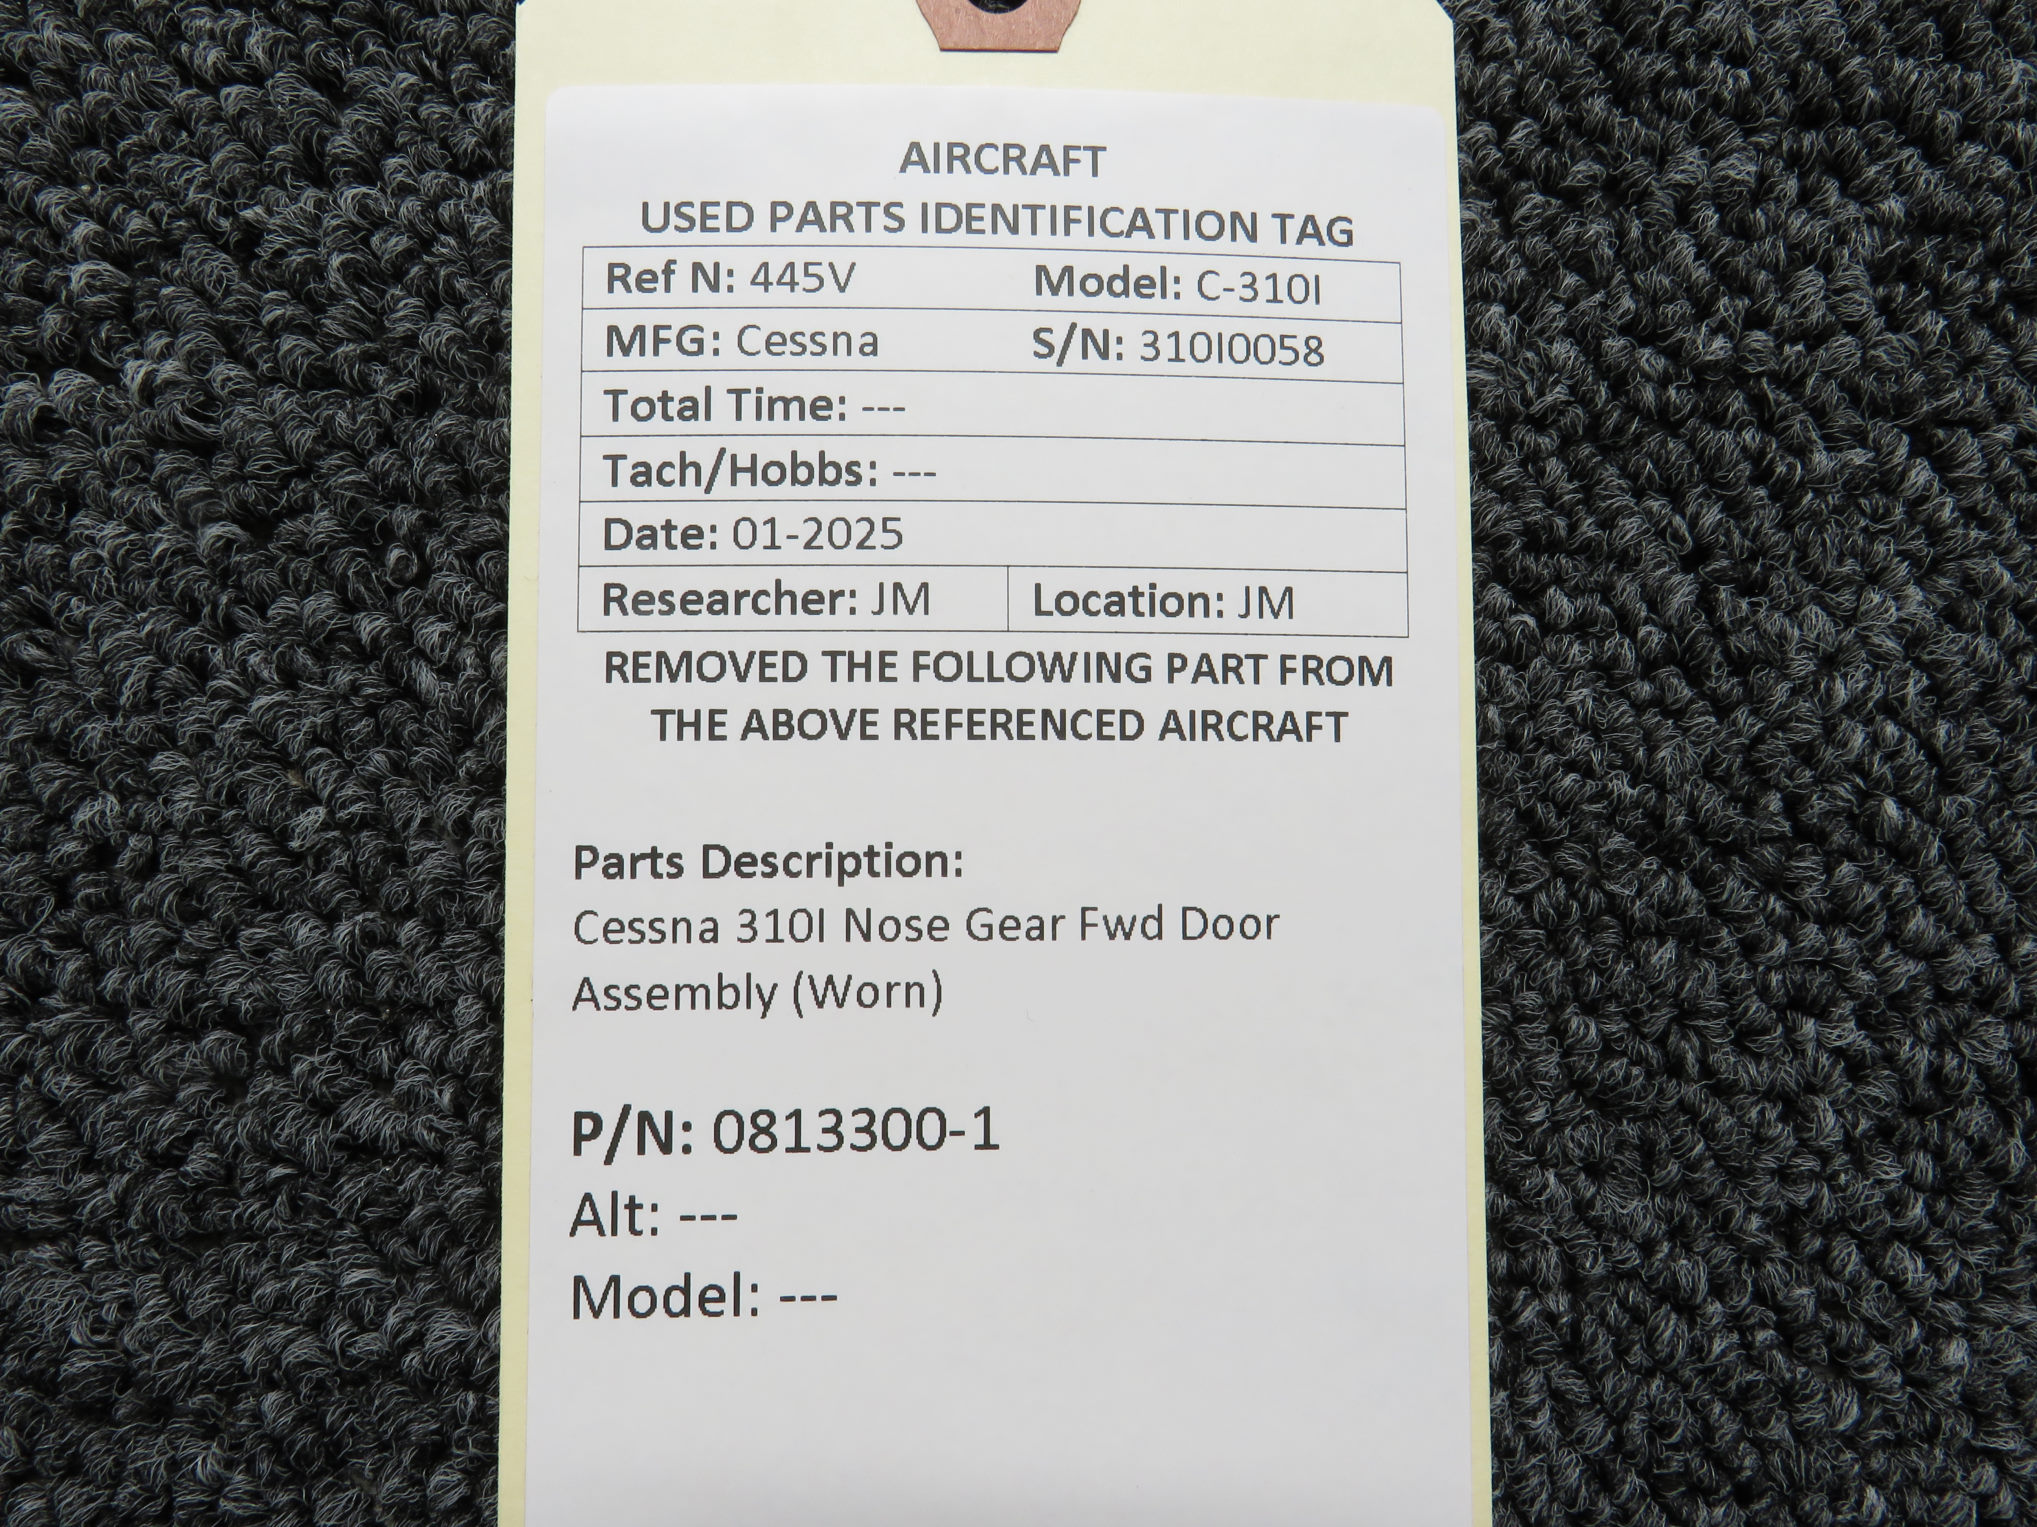 AIRCRAFT
USED PARTS IDENTIFICATION TAG
Ref N: 445V Model: C-310I
MFG: Cessna S/N: 310I0058
Total Time: ---
Tach/Hobbs: ---
Date: 01-2025
Researcher: JM Location: JM
REMOVED THE FOLLOWING PART FROM
THE ABOVE REFERENCED AIRCRAFT
Parts Description:
Cessna 310I Nose Gear Fwd Door
Assembly (Worn)
P/N: 0813300-1
Alt: ---
Model: ---